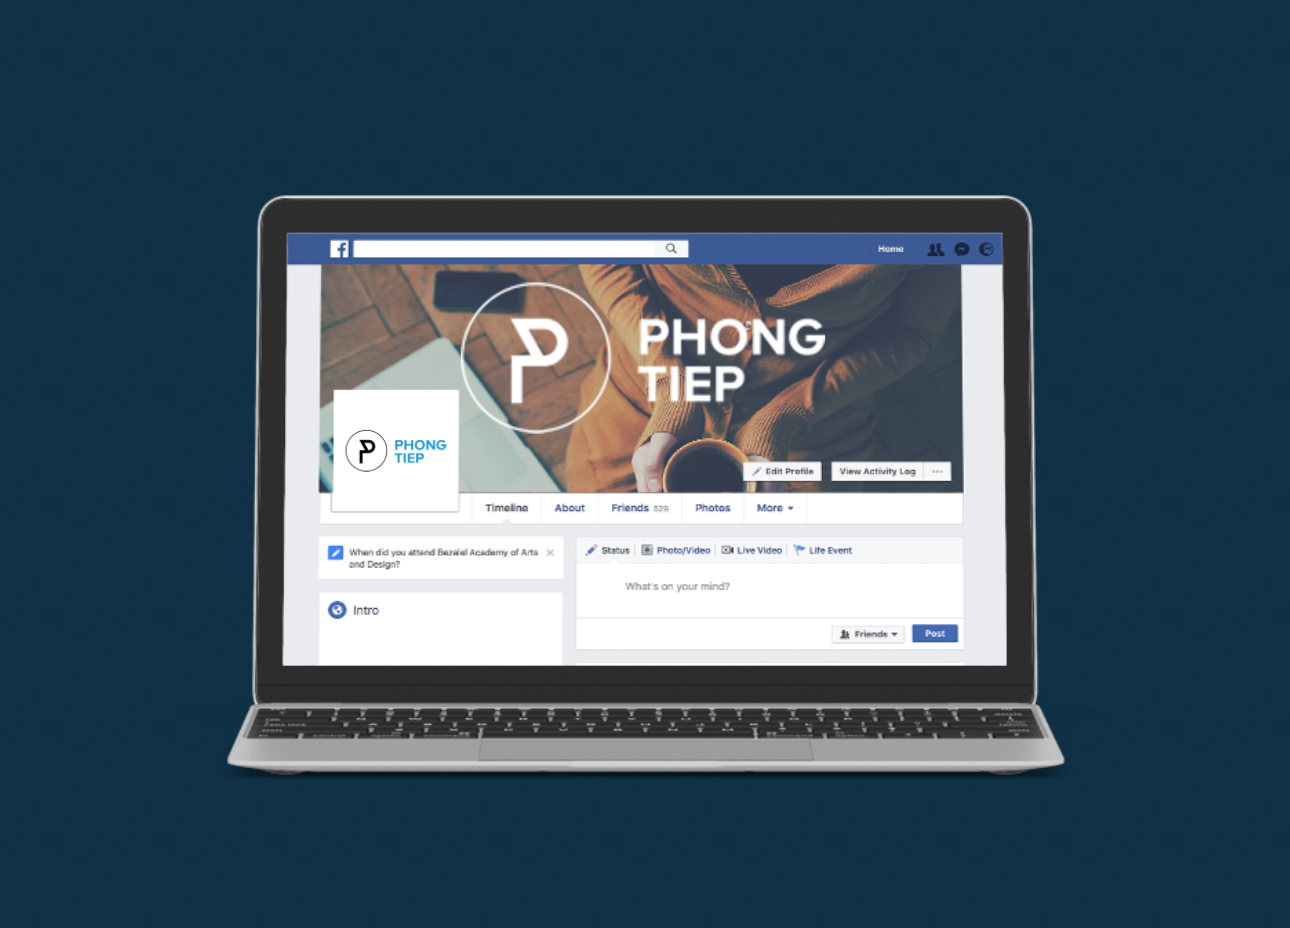 f
Home
P
PHONG
TIEP
P
PHONG
TIEP
Edit Profile
View Activity Log ...
Timeline About Friends 529 Photos More
When did you attend Bezalel Academy of Arts
and Design?
Status Photo/Video Live Video Life Event
What's on your mind?
Intro
Friends
Post